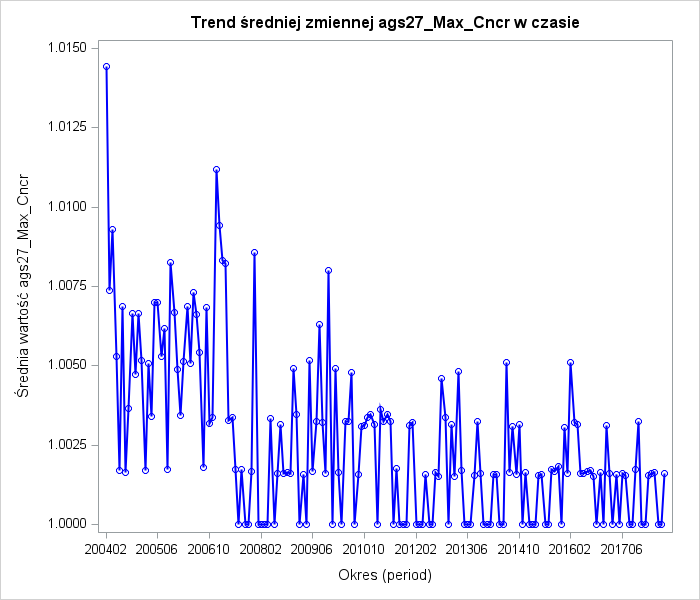 Trend średniej zmiennej ags27_Max_Cncr w czasie
1.0150
1.0125
1.0100
1.0075
1.0050
1.0025
1.0000
Średnia wartość ags27_Max_Cncr
200402 200506 200610 200802 200906 201010 201202 201306 201410 201602 201706
Okres (period)